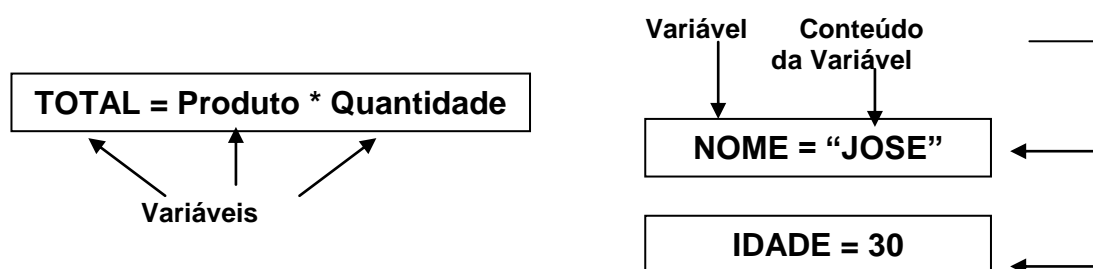 TOTAL = Produto * Quantidade
Variáveis
Variável Conteúdo
da Variável
NOME = “JOSE”
IDADE = 30